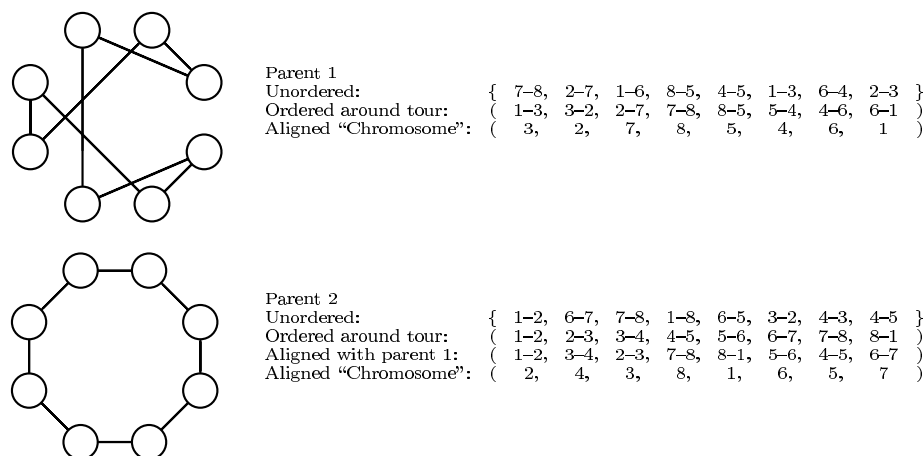 Parent 1
Unordered: { 7–8, 2–7, 1–6, 8–5, 4–5, 1–3, 6–4, 2–3 }
Ordered around tour: ( 1–3, 3–2, 2–7, 7–8, 8–5, 5–4, 4–6, 6–1 )
Aligned “Chromosome”: ( 3, 2, 7, 8, 5, 4, 6, 1 )
Parent 2
Unordered: { 1–2, 6–7, 7–8, 1–8, 6–5, 3–2, 4–3, 4–5 }
Ordered around tour: ( 1–2, 2–3, 3–4, 4–5, 5–6, 6–7, 7–8, 8–1 )
Aligned with parent 1: ( 1–2, 3–4, 2–3, 7–8, 8–1, 5–6, 4–5, 6–7 )
Aligned “Chromosome”: ( 2, 4, 3, 8, 1, 6, 5, 7 )